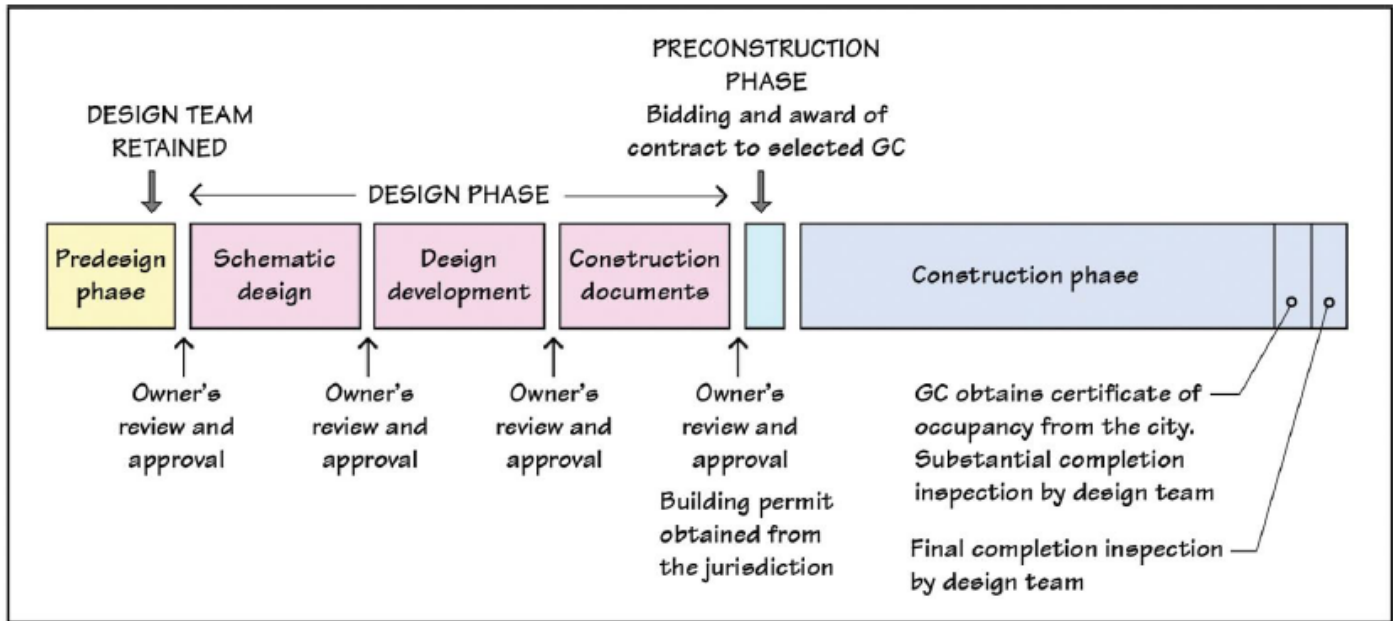 PRECONSTRUCTION
PHASE
Bidding and award of
contract to selected GC
DESIGN TEAM
RETAINED
DESIGN PHASE
Predesign
phase
Schematic
design
Design
development
Construction
documents
Construction phase
Owner's
review and
approval
Owner's
review and
approval
Owner's
review and
approval
Owner's
review and
approval
Building permit
obtained from
the jurisdiction
GC obtains certificate of
occupancy from the city.
Substantial completion
inspection by design team
Final completion inspection
by design team